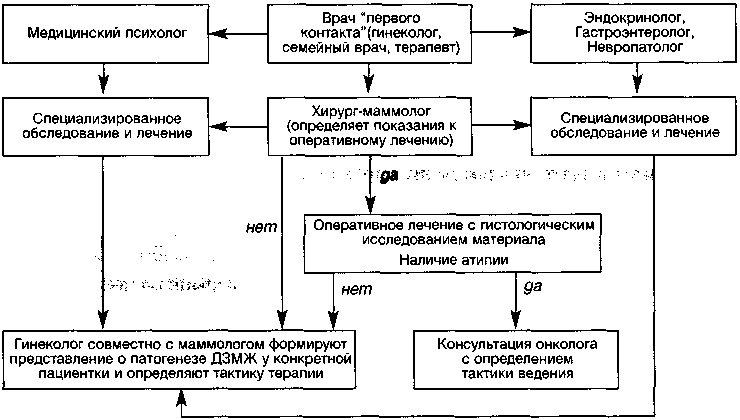 Медицинский психолог
Врач “первого
контакта”(гинеколог,
семейный врач, терапевт)
Эндокринолог,
Гастроэнтеролог,
Невропатолог
Специализированное
обследование и лечение
Хирург-маммолог
(определяет показания к
оперативному лечению)
Специализированное
обследование и лечение
да
нет
Оперативное лечение с гистологическим
исследованием материала
Наличие атипии
нет
да
Гинеколог совместно с маммологом формируют
представление о патогенезе ДЗМЖ у конкретной
пациентки и определяют тактику терапии
Консультация онколога
с определением
тактики ведения